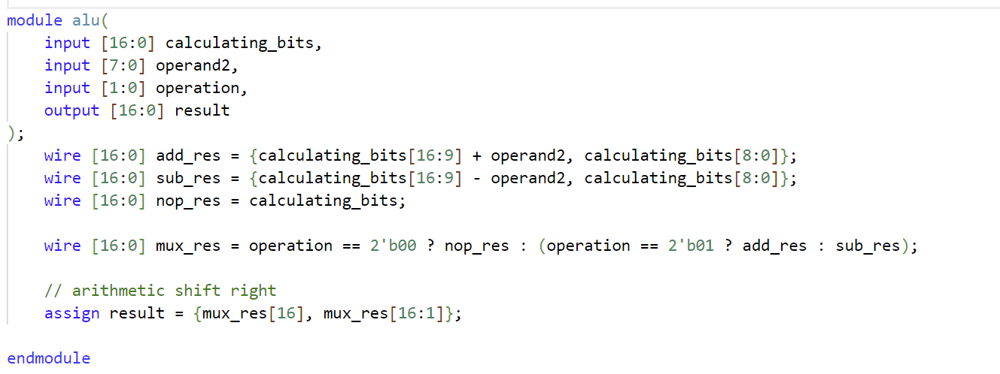 module alu(
    input [16:0] calculating_bits,
    input [7:0] operand2,
    input [1:0] operation,
    output [16:0] result
);
    wire [16:0] add_res = {calculating_bits[16:9] + operand2, calculating_bits[8:0]};
    wire [16:0] sub_res = {calculating_bits[16:9] - operand2, calculating_bits[8:0]};
    wire [16:0] nop_res = calculating_bits;
    wire [16:0] mux_res = operation == 2'b00 ? nop_res : (operation == 2'b01 ? add_res : sub_res);
    // arithmetic shift right
    assign result = {mux_res[16], mux_res[16:1]};
endmodule